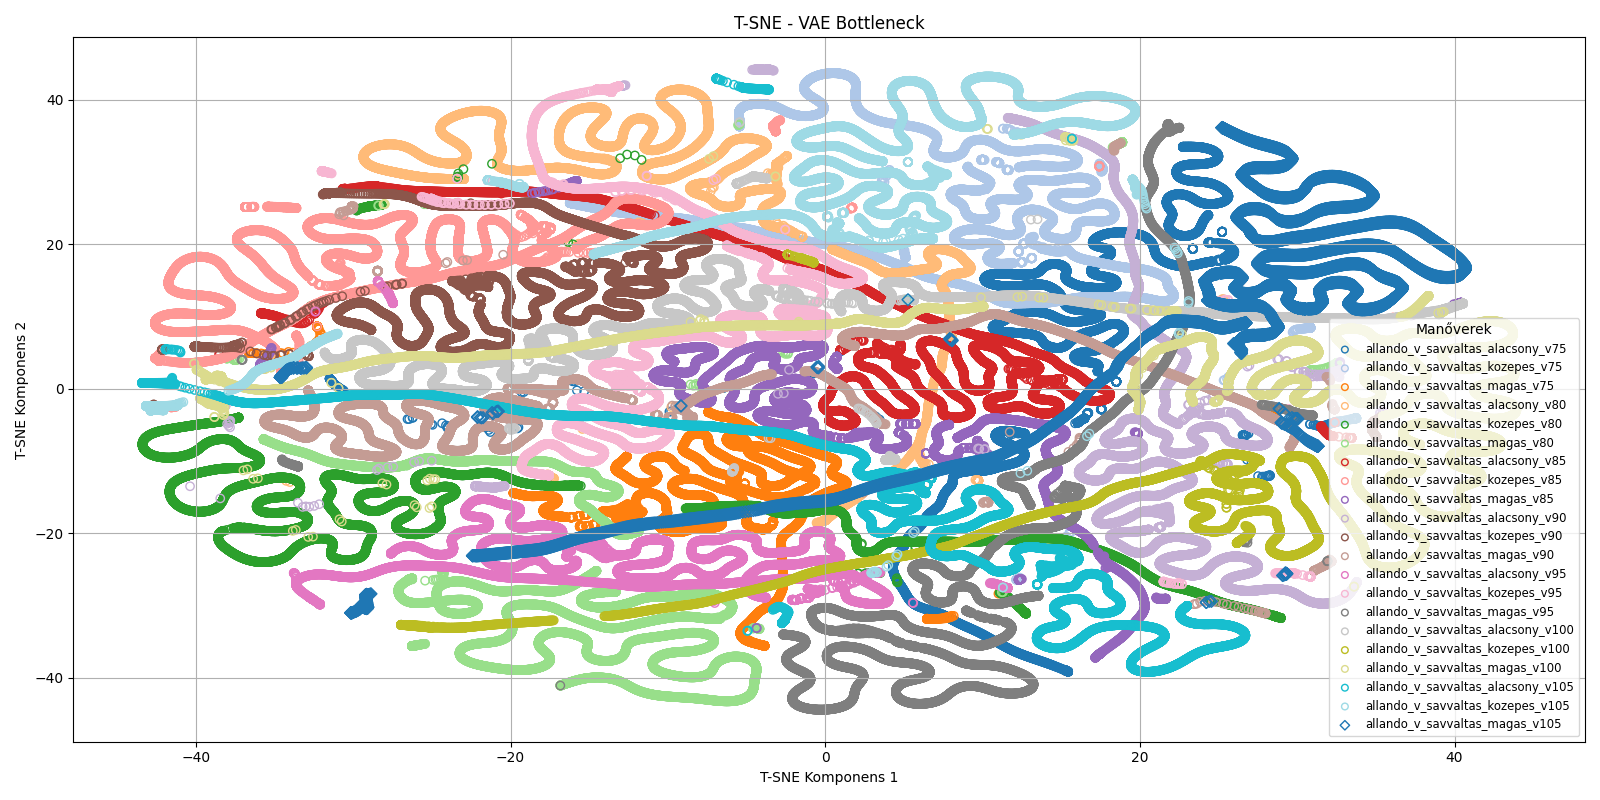 T-SNE - VAE Bottleneck
T-SNE Komponens 2
40
20
0
−20
−40
−40
−20
0
20
40
T-SNE Komponens 1
Manőverek
allando_v_savvaltas_alacsony_v75
allando_v_savvaltas_kozepes_v75
allando_v_savvaltas_magas_v75
allando_v_savvaltas_alacsony_v80
allando_v_savvaltas_kozepes_v80
allando_v_savvaltas_magas_v80
allando_v_savvaltas_alacsony_v85
allando_v_savvaltas_kozepes_v85
allando_v_savvaltas_magas_v85
allando_v_savvaltas_alacsony_v90
allando_v_savvaltas_kozepes_v90
allando_v_savvaltas_magas_v90
allando_v_savvaltas_alacsony_v95
allando_v_savvaltas_kozepes_v95
allando_v_savvaltas_magas_v95
allando_v_savvaltas_alacsony_v100
allando_v_savvaltas_kozepes_v100
allando_v_savvaltas_magas_v100
allando_v_savvaltas_alacsony_v105
allando_v_savvaltas_kozepes_v105
allando_v_savvaltas_magas_v105